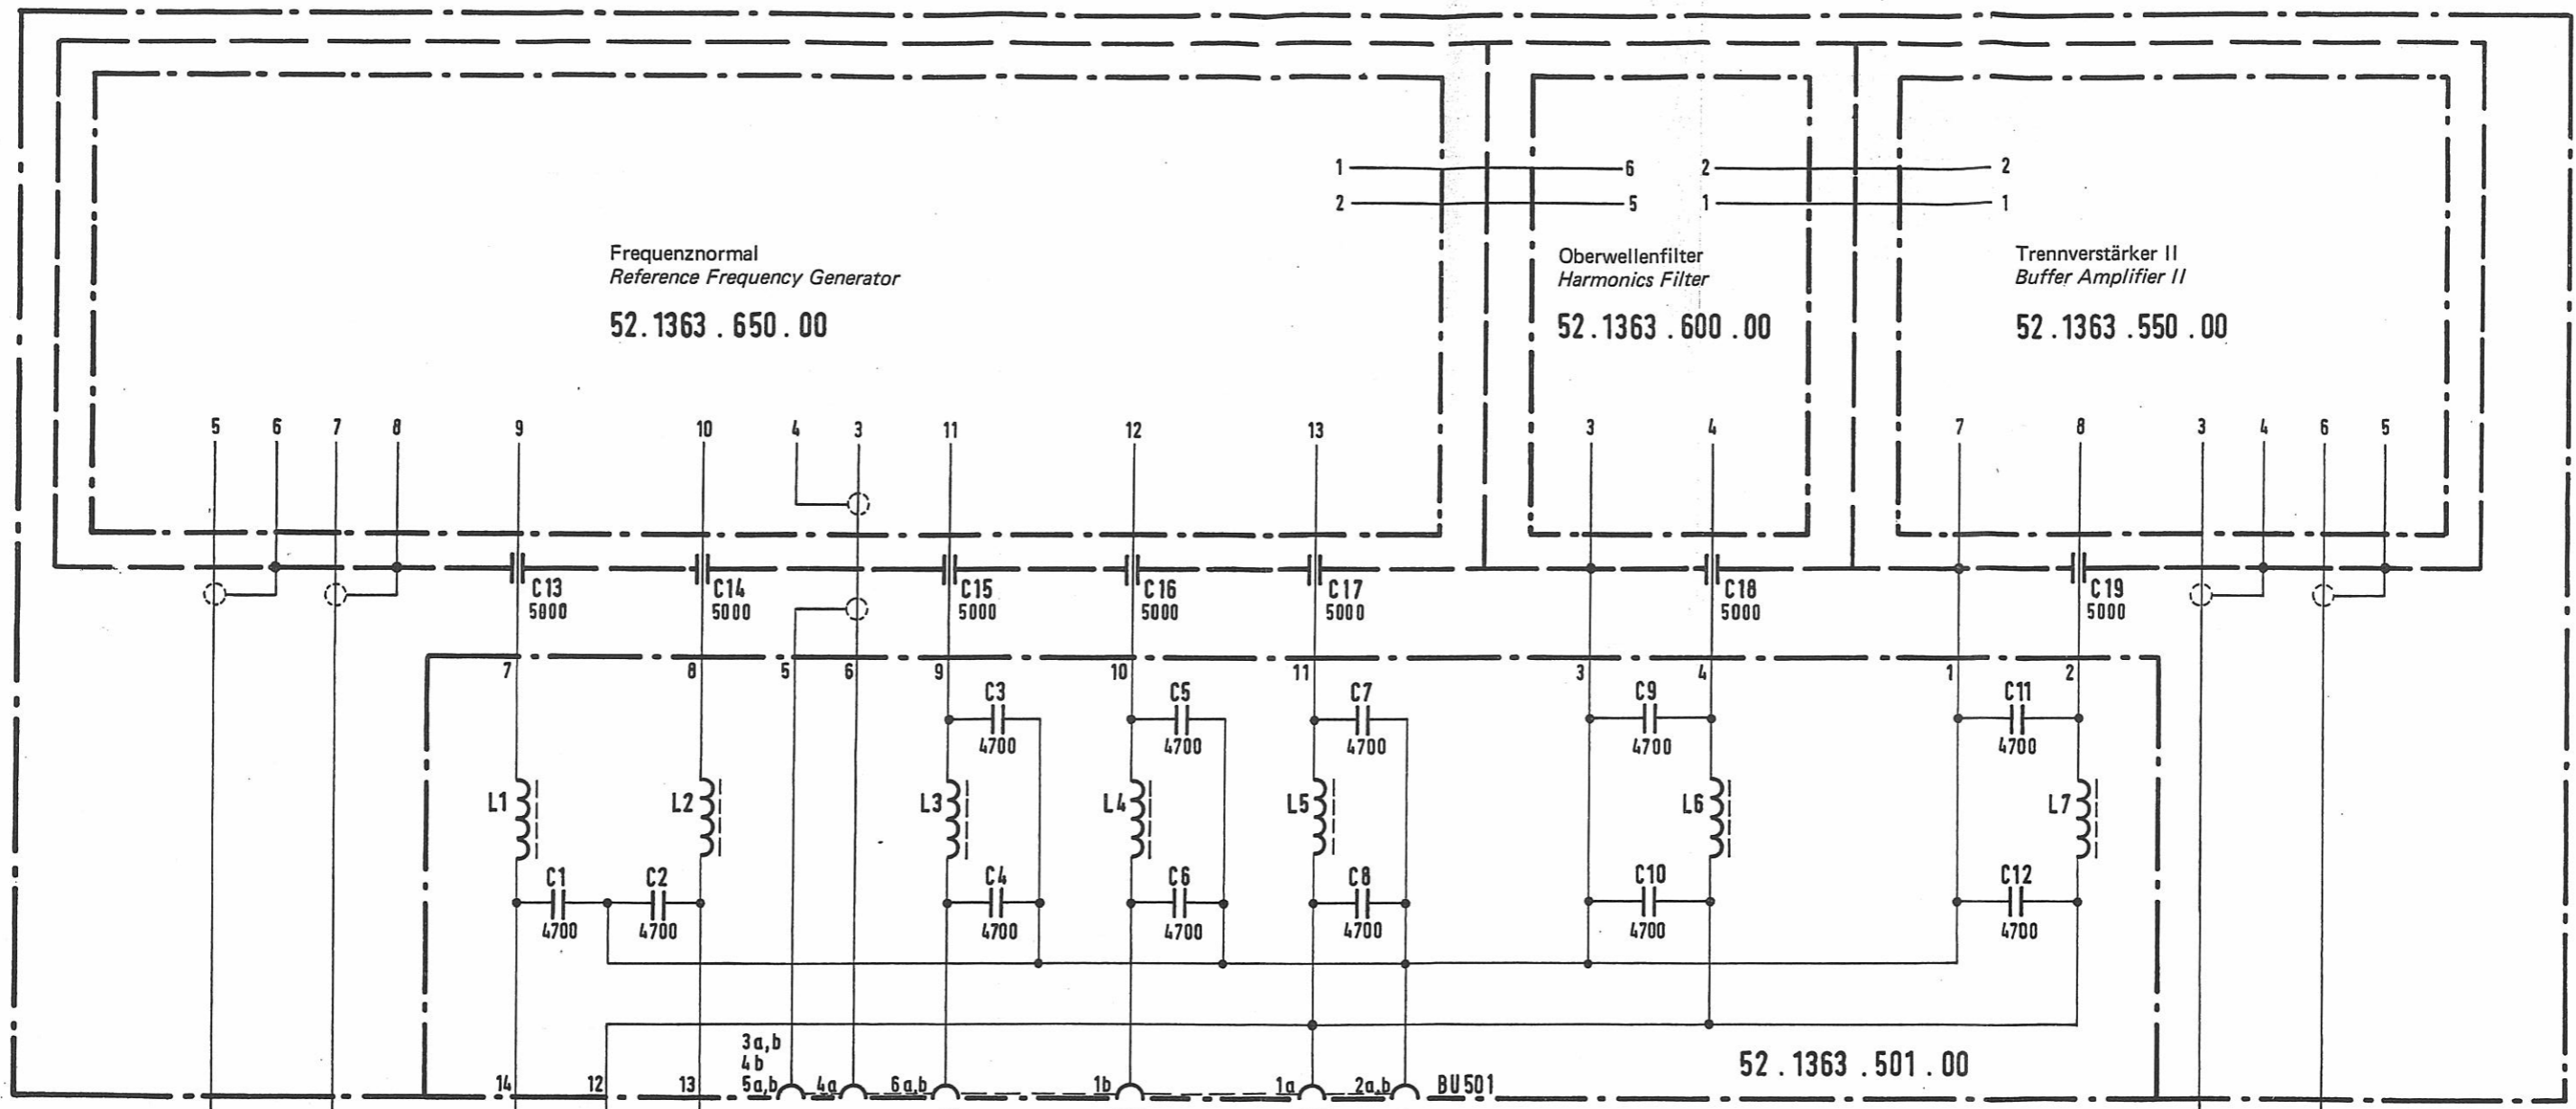 1 6 2 2
2 5 1 1
Frequenznormal
Reference Frequency Generator
52.1363.650.00
Oberwellenfilter
Harmonics Filter
52.1363.600.00
Trennverstärker II
Buffer Amplifier II
52.1363.550.00
5 6 7 8 9 10 4 3 11 12 13 3 4 7 8 3 4 6 5
C13
5000
C14
5000
C15
5000
C16
5000
C17
5000
C18
5000
C19
5000
7 8 5 6 9 10 11 3 4 1 2
C3
4700
C5
4700
C7
4700
C9
4700
C11
4700
L1 L2 L3 L4 L5 L6 L7
C1
4700
C2
4700
C4
4700
C6
4700
C8
4700
C10
4700
C12
4700
3a,b
4b
14 12 13 5a,b 4a 6a,b 1b 1a 2a,b BU501
52.1363.501.00